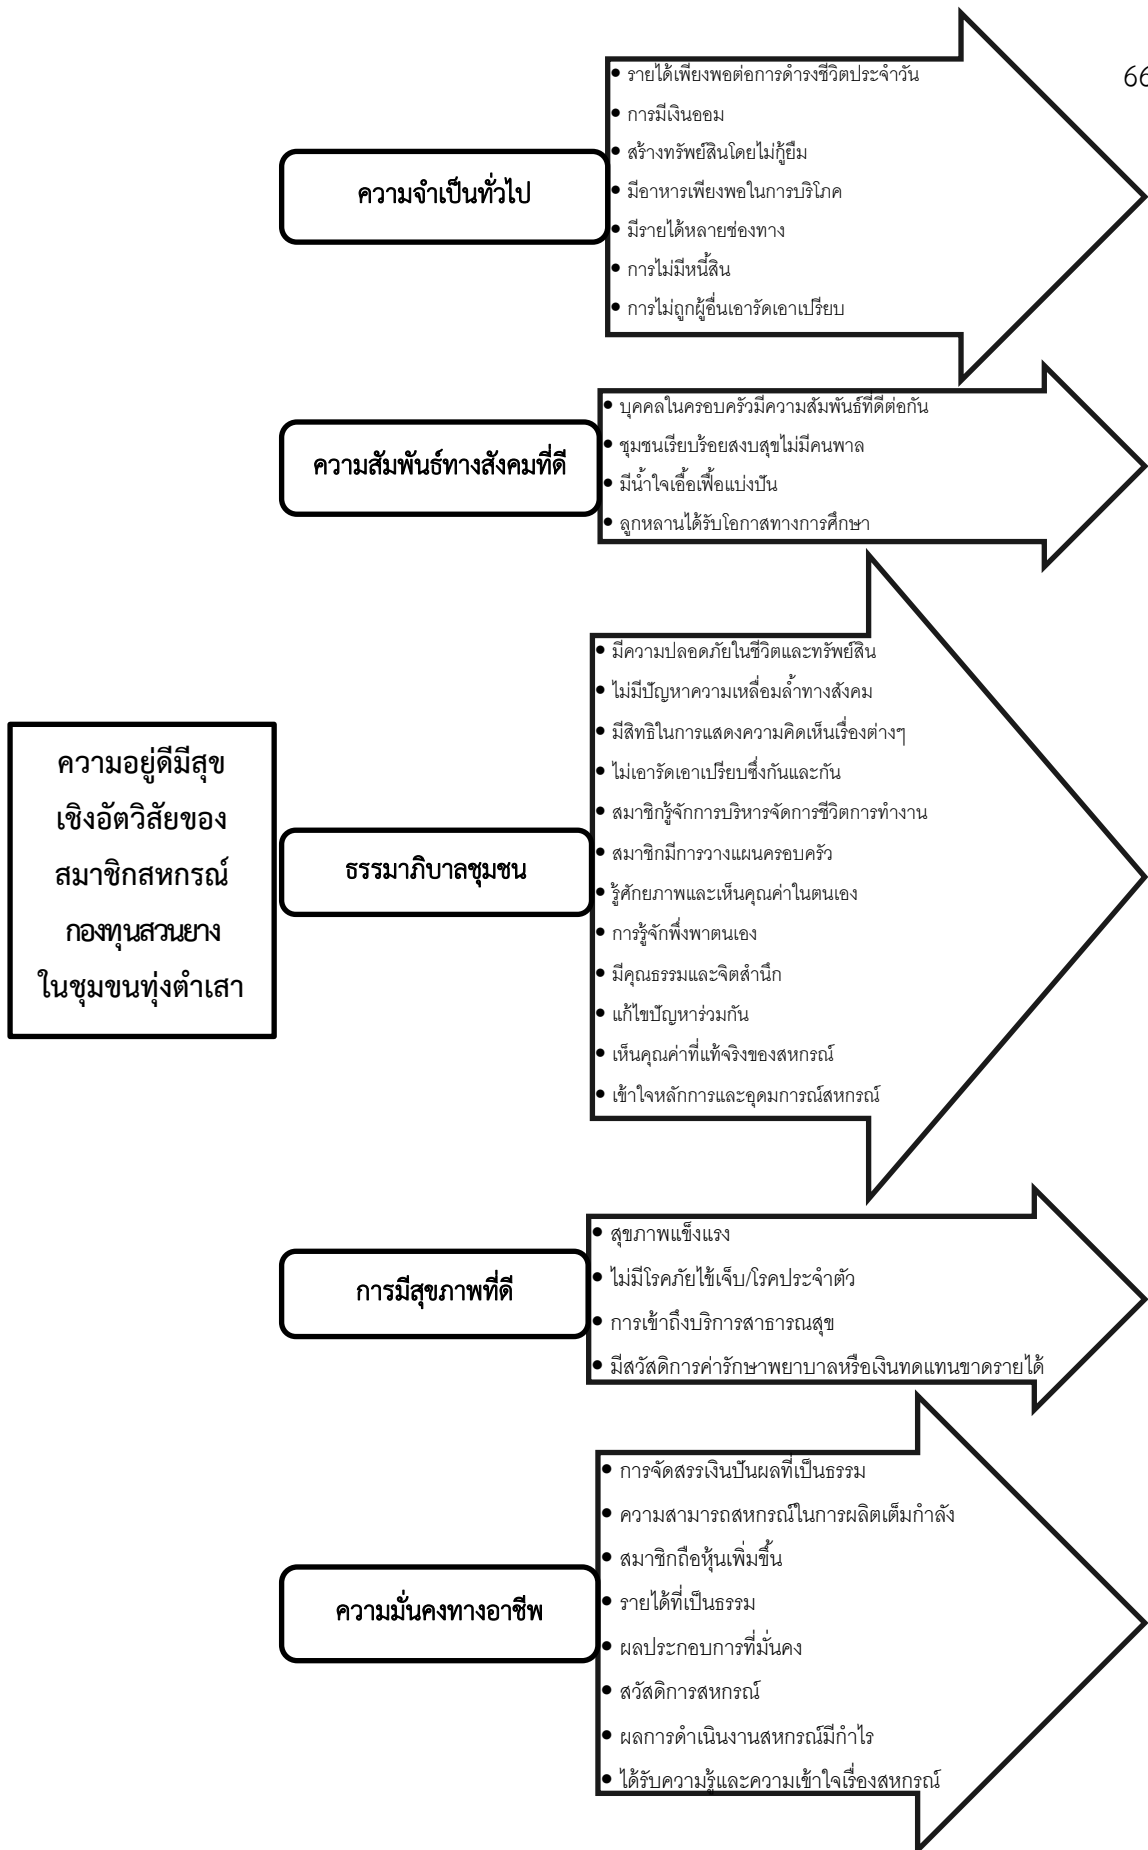 66
ความจำเป็นทั่วไป
• รายได้เพียงพอต่อการดำรงชีวิตประจำวัน
• การมีเงินออม
• สร้างทรัพย์สินโดยไม่กู้ยืม
• มีอาหารเพียงพอในการบริโภค
• มีรายได้หลายช่องทาง
• การไม่มีหนี้สิน
• การไม่ถูกผู้อื่นเอารัดเอาเปรียบ
ความสัมพันธ์ทางสังคมที่ดี
• บุคคลในครอบครัวมีความสัมพันธ์ที่ดีต่อกัน
• ชุมชนเรียบร้อยสงบสุขไม่มีคนพาล
• มีน้ำใจเอื้อเฟื้อแบ่งปัน
• ลูกหลานได้รับโอกาสทางการศึกษา
ความอยู่ดีมีสุข
เชิงอัตวิสัยของ
สมาชิกสหกรณ์
กองทุนสวนยาง
ในชุมขนทุ่งตำเสา
ธรรมาภิบาลชุมชน
• มีความปลอดภัยในชีวิตและทรัพย์สิน
• ไม่มีปัญหาความเหลื่อมล้ำทางสังคม
• มีสิทธิในการแสดงความคิดเห็นเรื่องต่างๆ
• ไม่เอารัดเอาเปรียบซึ่งกันและกัน
• สมาชิกรู้จักการบริหารจัดการชีวิตการทำงาน
• สมาชิกมีการวางแผนครอบครัว
• รู้ศักยภาพและเห็นคุณค่าในตนเอง
• การรู้จักพึ่งพาตนเอง
• มีคุณธรรมและจิตสำนึก
• แก้ไขปัญหาร่วมกัน
• เห็นคุณค่าที่แท้จริงของสหกรณ์
• เข้าใจหลักการและอุดมการณ์สหกรณ์
การมีสุขภาพที่ดี
• สุขภาพแข็งแรง
• ไม่มีโรคภัยไข้เจ็บ/โรคประจำตัว
• การเข้าถึงบริการสาธารณสุข
• มีสวัสดิการค่ารักษาพยาบาลหรือเงินทดแทนขาดรายได้
ความมั่นคงทางอาชีพ
• การจัดสรรเงินปันผลที่เป็นธรรม
• ความสามารถสหกรณ์ในการผลิตเต็มกำลัง
• สมาชิกถือหุ้นเพิ่มขึ้น
• รายได้ที่เป็นธรรม
• ผลประกอบการที่มั่นคง
• สวัสดิการสหกรณ์
• ผลการดำเนินงานสหกรณ์มีกำไร
• ได้รับความรู้และความเข้าใจเรื่องสหกรณ์